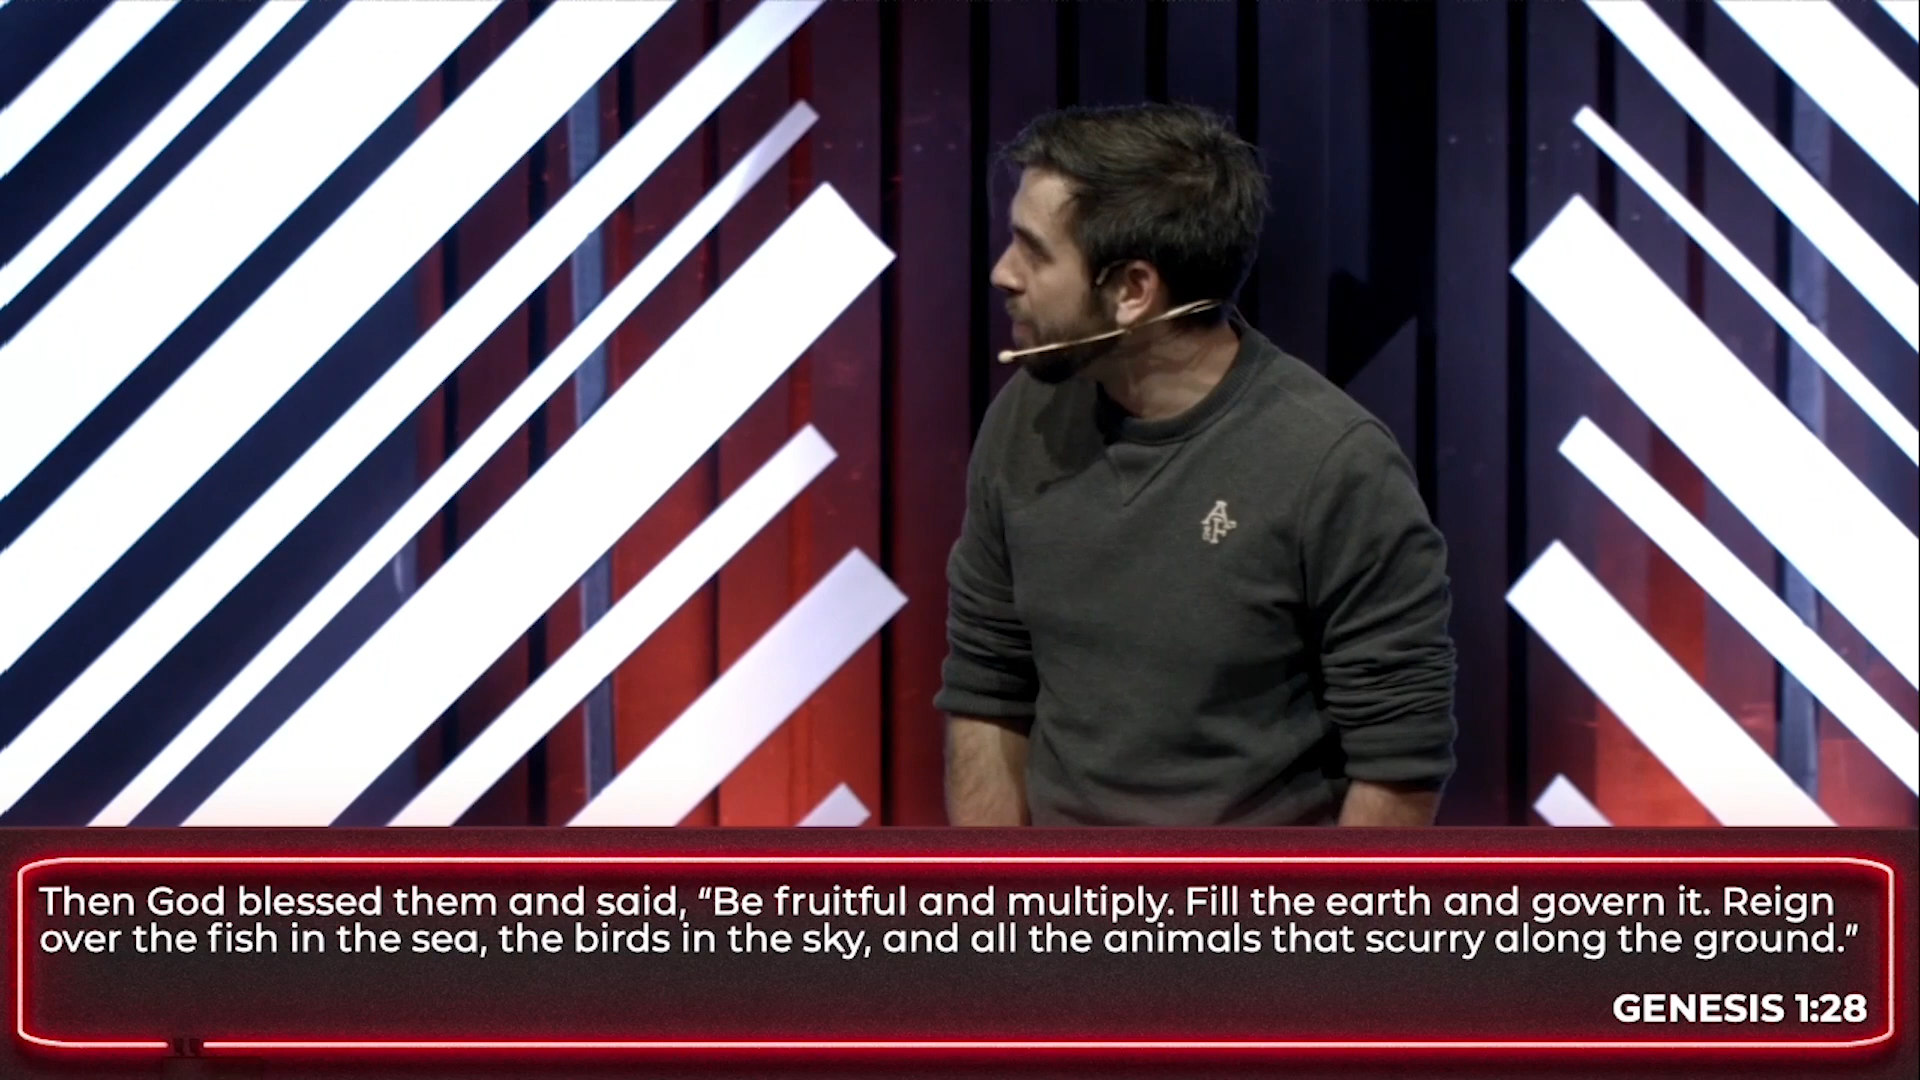 Then God blessed them and said, “Be fruitful and multiply. Fill the earth and govern it. Reign
over the fish in the sea, the birds in the sky, and all the animals that scurry along the ground.”
GENESIS 1:28